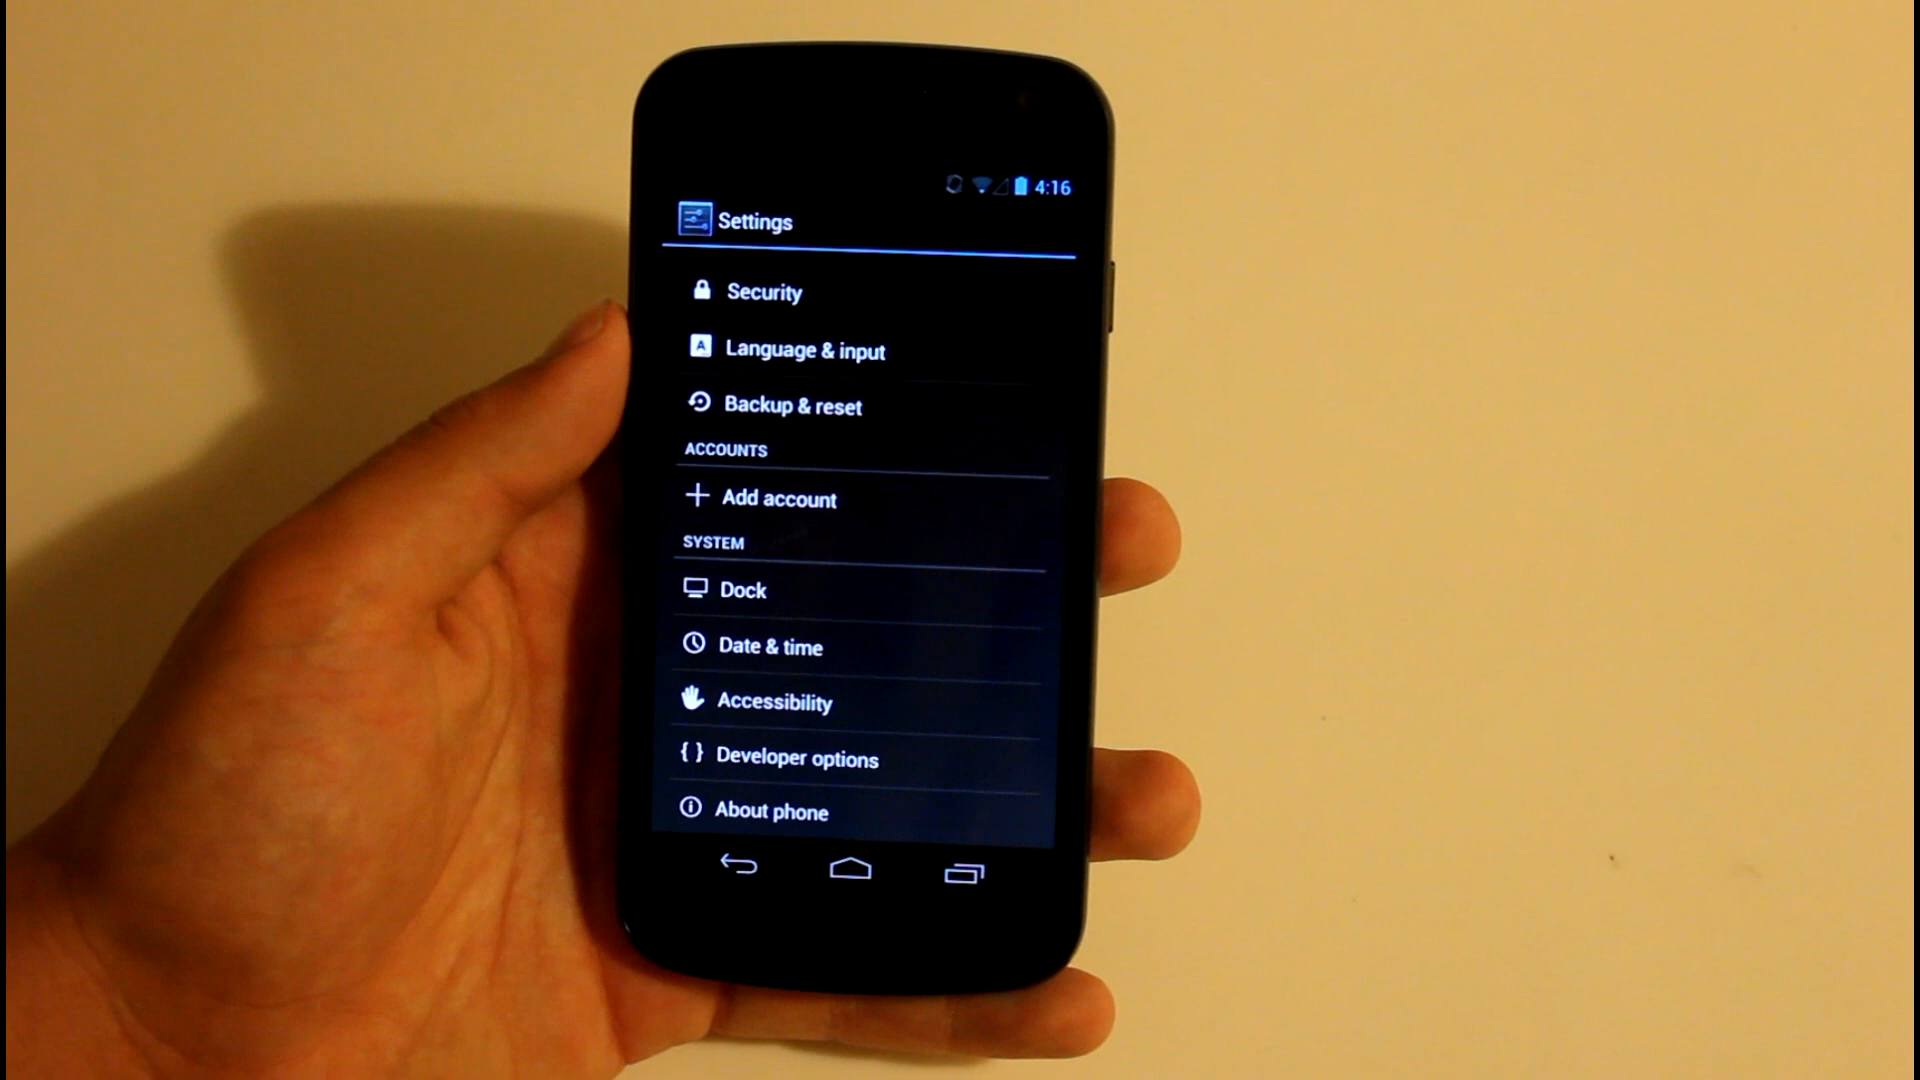 4:16
Settings
Security
Language & input
Backup & reset
ACCOUNTS
Add account
SYSTEM
Dock
Date & time
Accessibility
Developer options
About phone